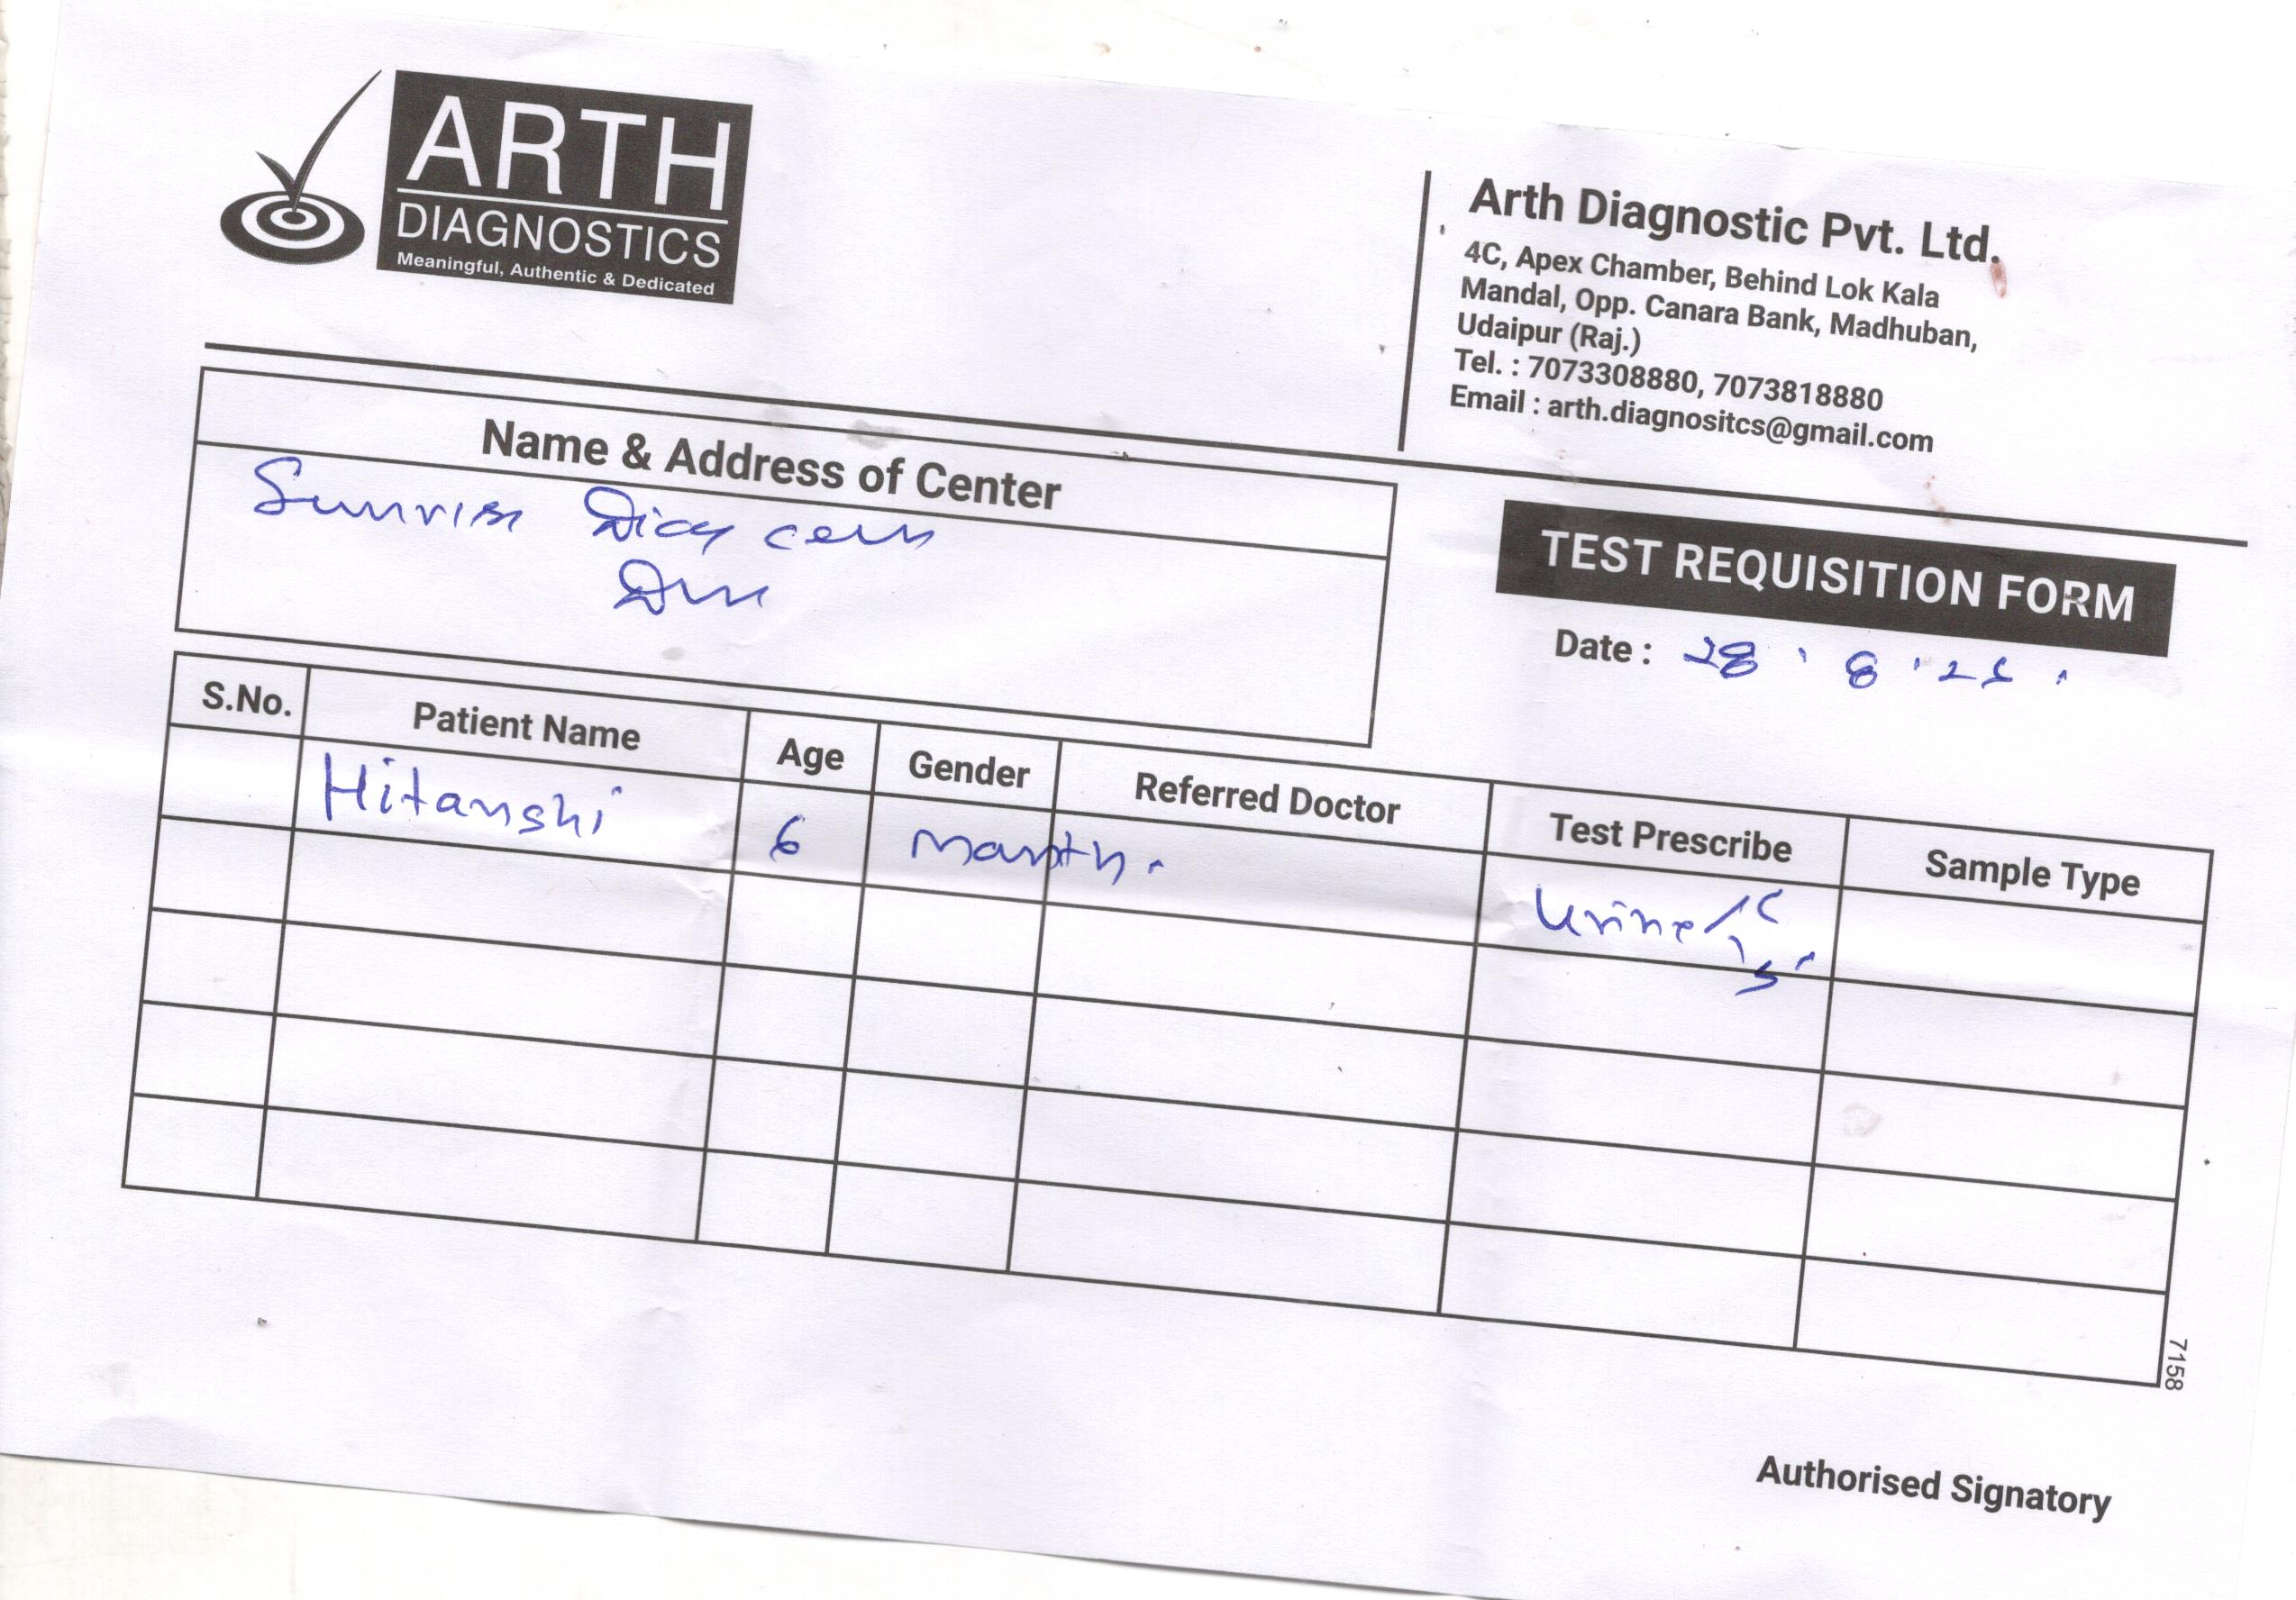 ARTH
DIAGNOSTICS
Meaningful, Authentic & Dedicated
Arth Diagnostic Pvt. Ltd.
4C, Apex Chamber, Behind Lok Kala
Mandal, Opp. Canara Bank, Madhuban,
Udaipur (Raj.)
Tel. : 7073308880, 7073818880
Email : arth.diagnositcs@gmail.com
Name & Address of Center
Sunrise
TEST REQUISITION FORM
Date : 28 . 8 .
S.No. Patient Name Age Gender Referred Doctor Test Prescribe Sample Type
Hitanshi 6 Month. Urine / C
S
7158
Authorised Signatory